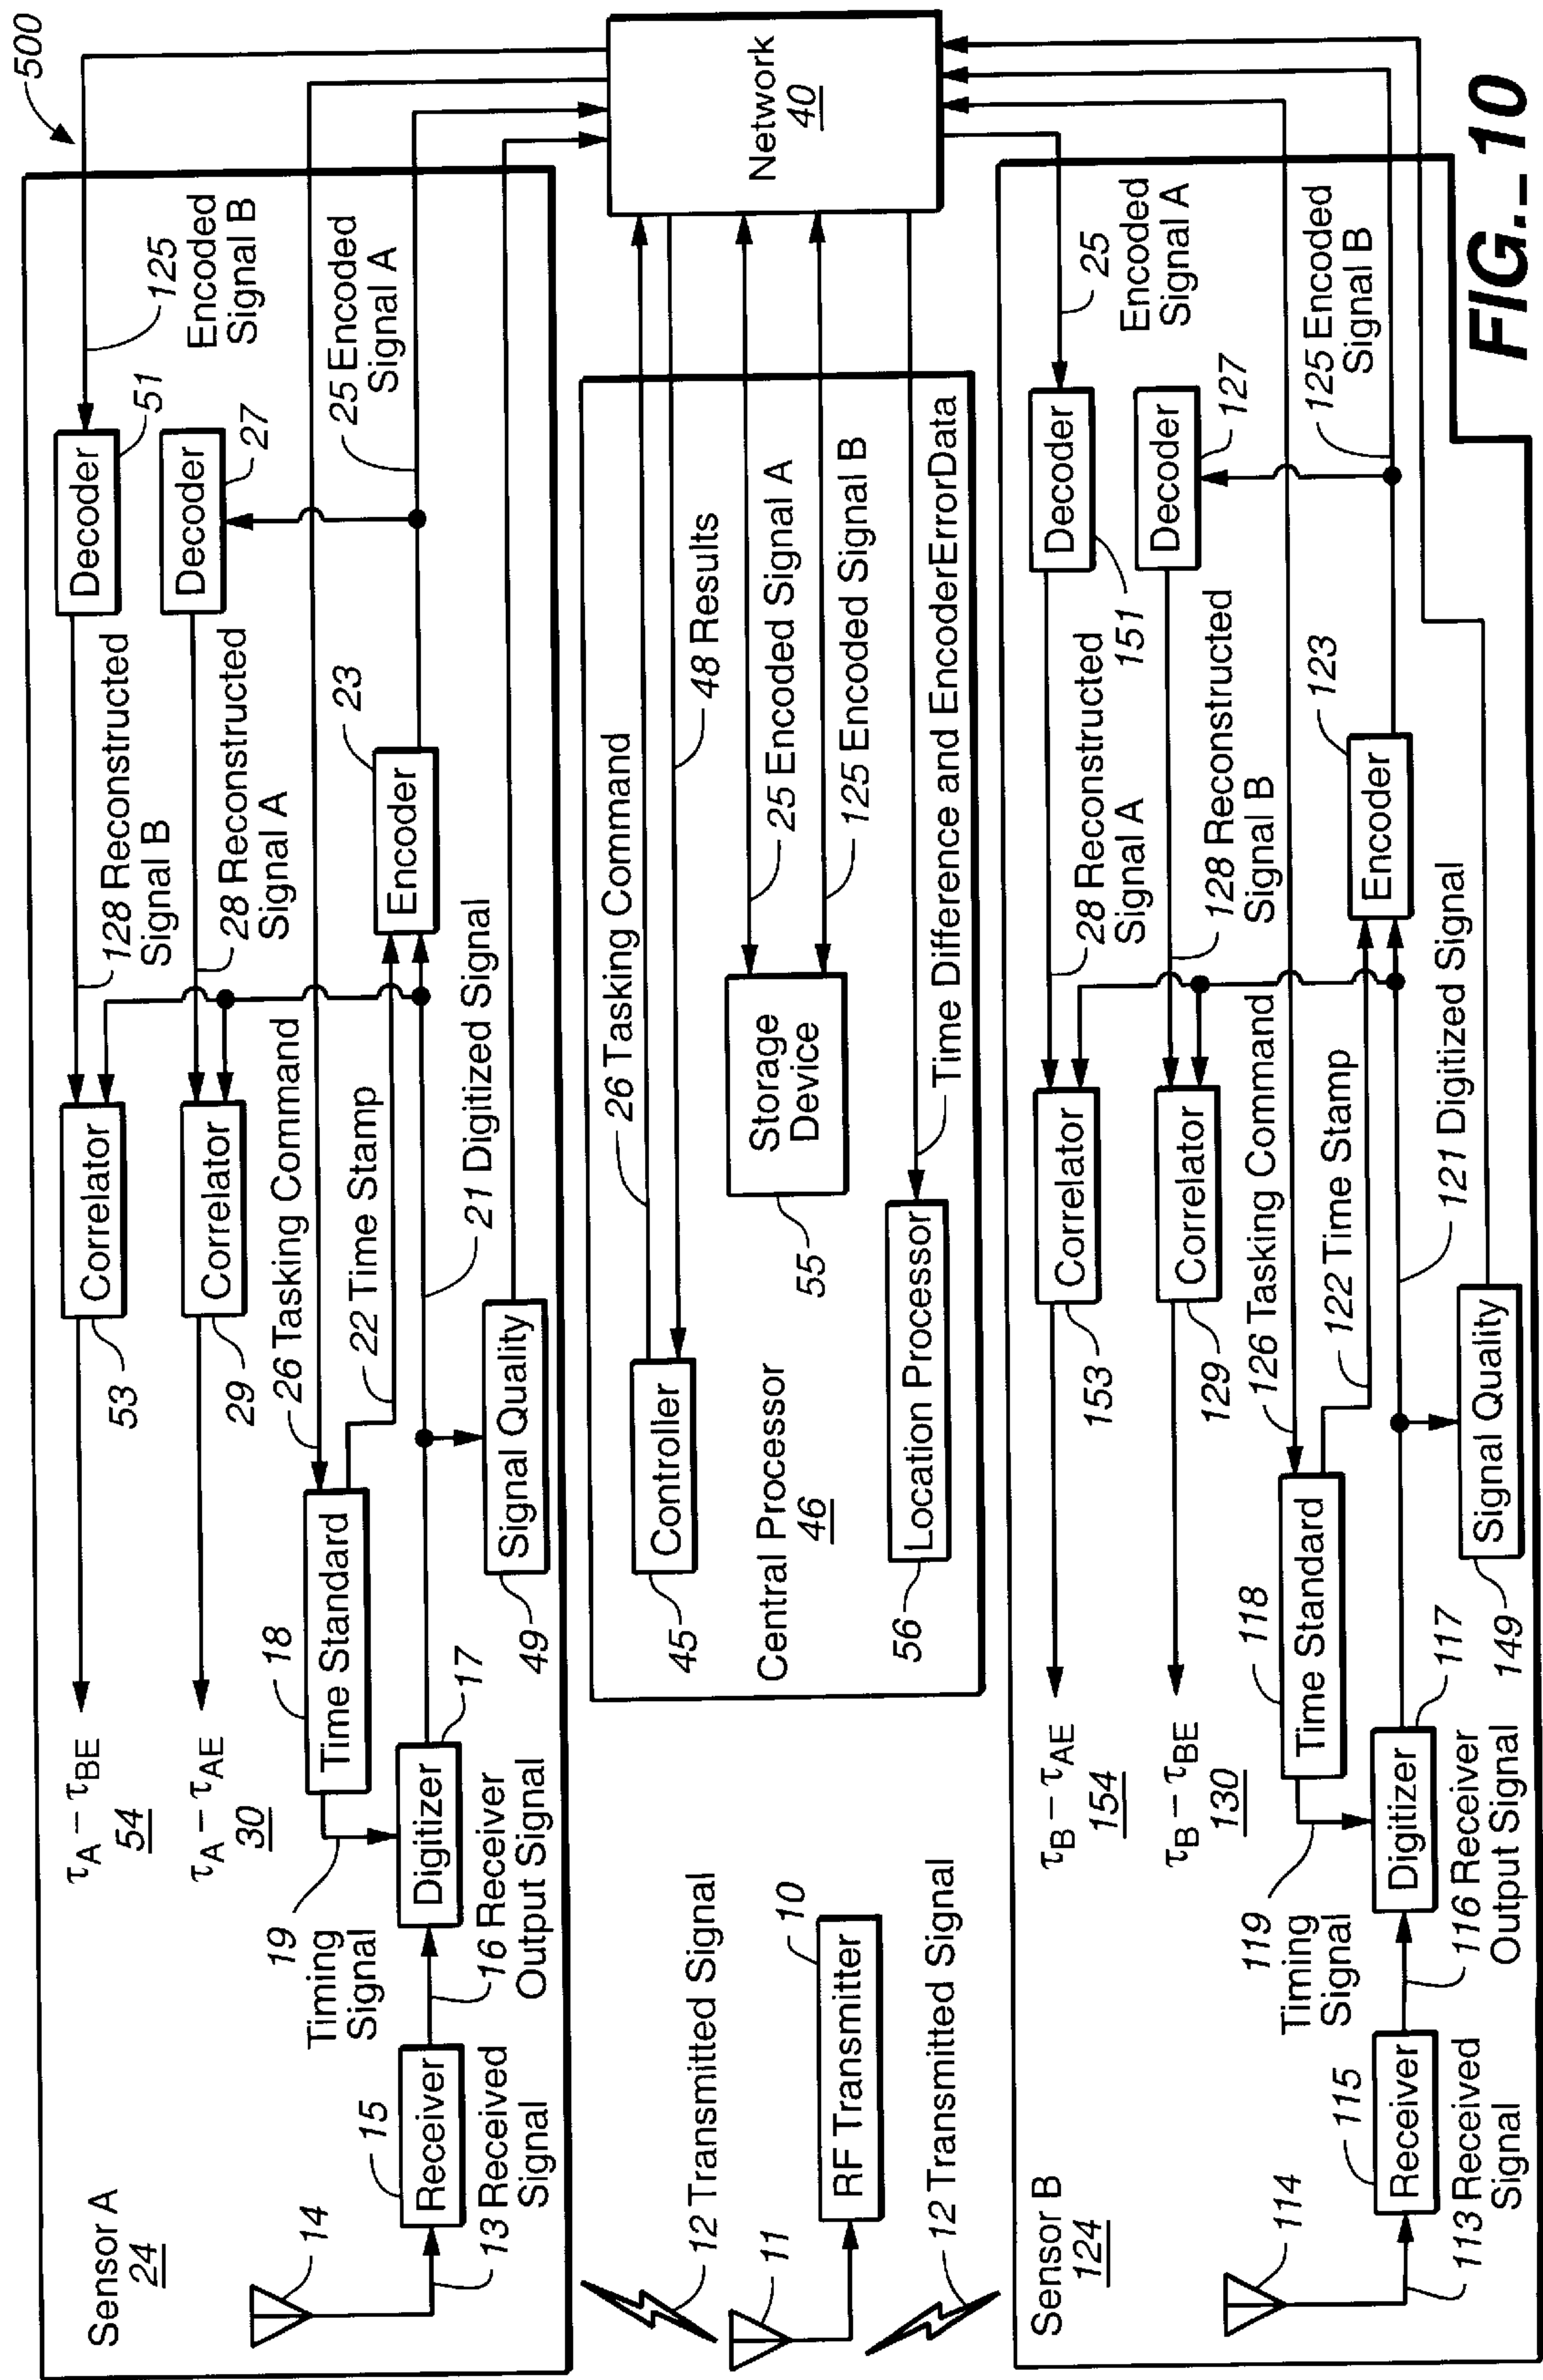 500
Sensor A
24
14
15
Receiver
13 Received
Signal
19
Timing
Signal
16 Receiver
Output Signal
Digitizer
17
18
Time Standard
26 Tasking Command
22 Time Stamp
21 Digitized Signal
Signal Quality
49
τA – τBE
54
τA – τAE
30
Correlator
53
Correlator
29
128 Reconstructed
Signal B
28 Reconstructed
Signal A
Encoder
23
Decoder
51
Decoder
27
125
Encoded
Signal B
25 Encoded
Signal A
Network
40
12 Transmitted Signal
11
10
RF Transmitter
12 Transmitted Signal
Central Processor
46
Controller
45
26 Tasking Command
48 Results
Storage
Device
55
25 Encoded Signal A
125 Encoded Signal B
Location Processor
56
Time Difference and EncoderErrorData
Sensor B
124
114
115
Receiver
113 Received
Signal
119
Timing
Signal
116 Receiver
Output Signal
Digitizer
117
118
Time Standard
126 Tasking Command
122 Time Stamp
121 Digitized Signal
Signal Quality
149
τB – τAE
154
τB – τBE
130
Correlator
153
Correlator
129
28 Reconstructed
Signal A
128 Reconstructed
Signal B
Encoder
123
Decoder
151
Decoder
127
25
Encoded
Signal A
125 Encoded
Signal B
FIG._10